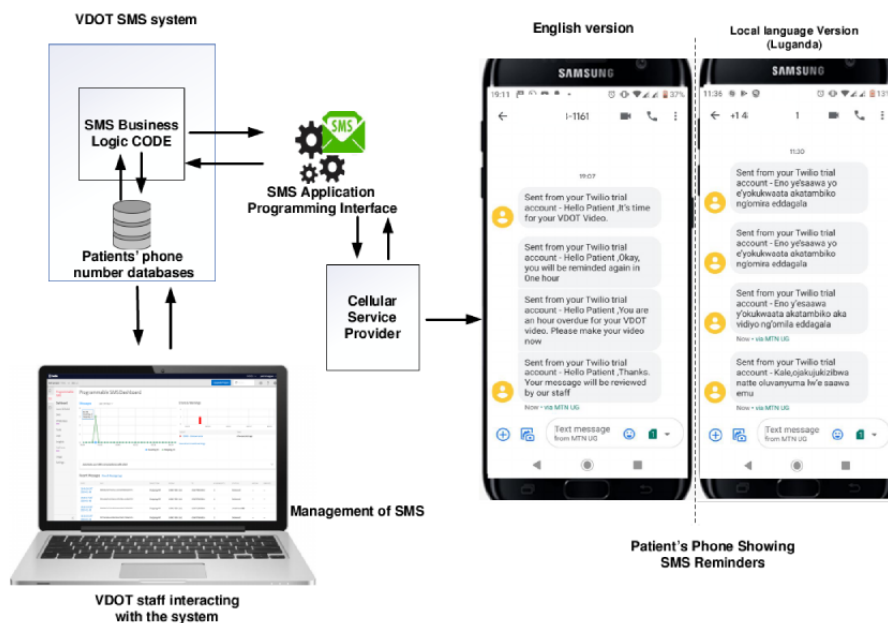 VDOT SMS system
SMS Business
Logic CODE
Patients' phone
number databases
SMS
SMS Application
Programming Interface
Cellular
Service
Provider
Programmable SMS Dashboard
Management of SMS
VDOT staff interacting
with the system
English version
SAMSUNG
19:11
37%
I-1161
19:07
Sent from your Twilio trial
account - Hello Patient ,It's time
for your VDOT Video.
Sent from your Twilio trial
account - Hello Patient ,Okay,
you will be reminded again in
One hour
Sent from your Twilio trial
account - Hello Patient ,You are
an hour overdue for your VDOT
video. Please make your video
now
Sent from your Twilio trial
account - Hello Patient ,Thanks.
Your message will be reviewed
by our staff
Now • via MTN UG
Text message
from MTN UG
1
Local language Version
(Luganda)
SAMSUNG
11:36
13%
+1 4
1
11:30
Sent from your Twilio trial
account - Eno ye'saawa yo
e'yokukwaata akatambiko
ng'omira eddagala
Sent from your Twilio trial
account - Eno ye'saawa yo
e'yokukwaata akatambiko
ng'omira eddagala
Sent from your Twilio trial
account - Eno y'esaawa
y'okukwaata akatambiko aka
vidiyo ng'omila eddagala
Now • via MTN UG
Sent from your Twilio trial
account - Kale,ojakujukizibwa
natte oluvanyuma lw'e saawa
emu
Now • via MTN UG
Text message
from MTN UG
1
Patient's Phone Showing
SMS Reminders